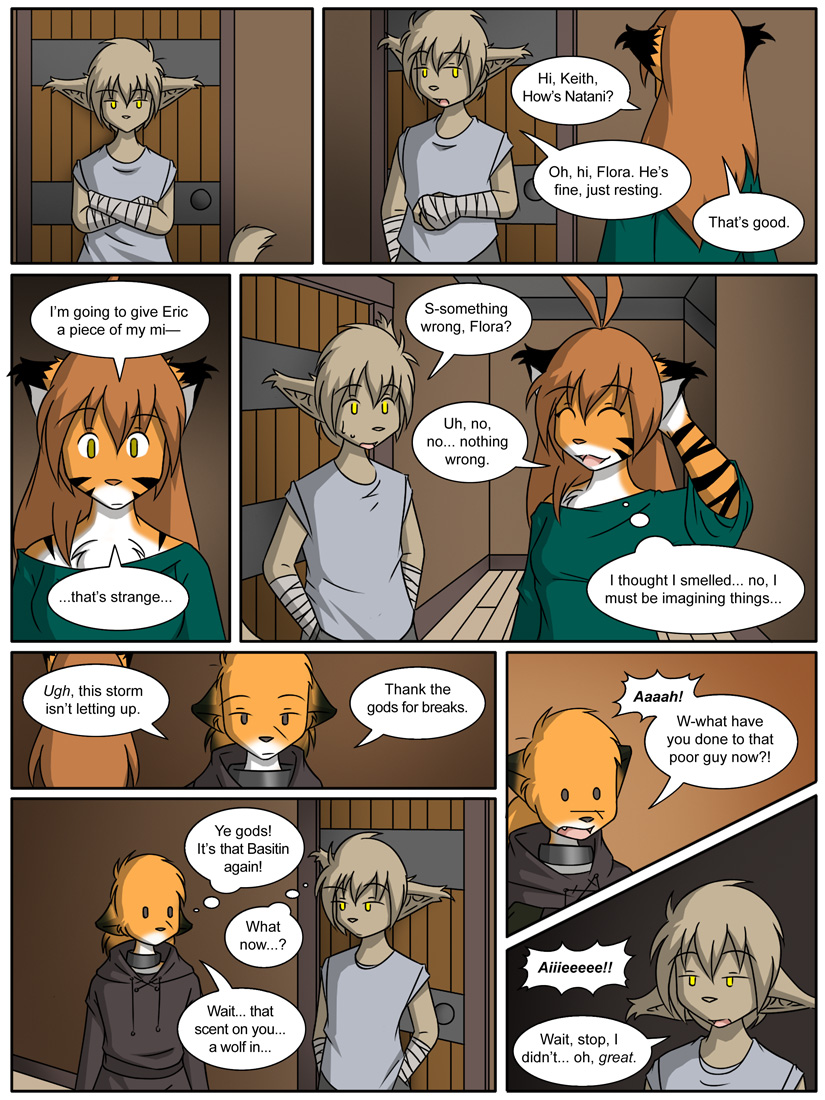 Hi, Keith,
How's Natani?
Oh, hi, Flora. He's
fine, just resting.
That's good.
I'm going to give Eric
a piece of my mi—
...that's strange...
S-something
wrong, Flora?
Uh, no,
no... nothing
wrong.
I thought I smelled... no, I
must be imagining things...
Ugh, this storm
isn't letting up.
Thank the
gods for breaks.
Ye gods!
It's that Basitin
again!
What
now...?
Wait... that
scent on you...
a wolf in...
Aaaah!
W-what have
you done to that
poor guy now?!
Aiiieeeee!!
Wait, stop, I
didn't... oh, great.